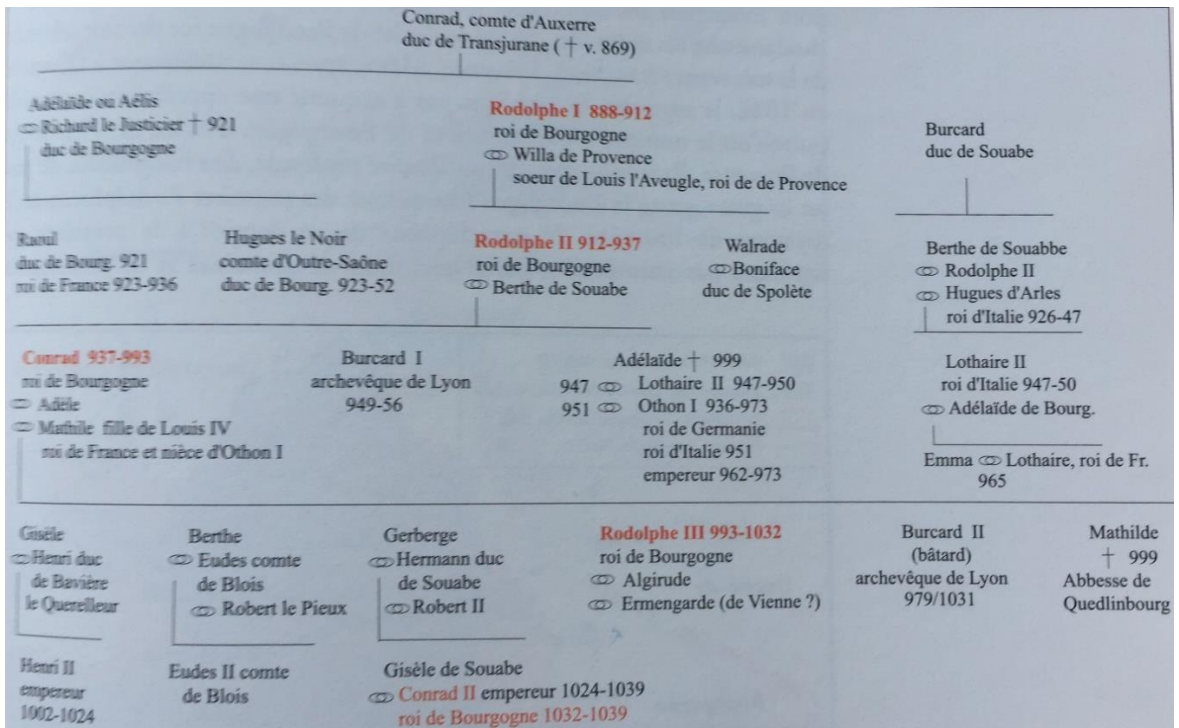 Conrad, comte d'Auxerre
duc de Transjurane ( † v. 869)
Adélaïde ou Aélis
⚭ Richard le Justicier † 921
duc de Bourgogne
Rodolphe I 888-912
roi de Bourgogne
⚭ Willa de Provence
soeur de Louis l'Aveugle, roi de de Provence
Burcard
duc de Souabe
Raoul
duc de Bourg. 921
roi de France 923-936
Hugues le Noir
comte d'Outre-Saône
duc de Bourg. 923-52
Rodolphe II 912-937
roi de Bourgogne
⚭ Berthe de Souabe
Walrade
⚭ Boniface
duc de Spolète
Berthe de Souabbe
⚭ Rodolphe II
⚭ Hugues d'Arles
roi d'Italie 926-47
Conrad 937-993
roi de Bourgogne
⚭ Adèle
⚭ Mathile fille de Louis IV
roi de France et nièce d'Othon I
Burcard I
archevêque de Lyon
949-56
Adélaïde † 999
947 ⚭ Lothaire II 947-950
951 ⚭ Othon I 936-973
roi de Germanie
roi d'Italie 951
empereur 962-973
Lothaire II
roi d'Italie 947-50
⚭ Adélaïde de Bourg.
Emma ⚭ Lothaire, roi de Fr.
965
Gisèle
⚭ Henri duc
de Bavière
le Querelleur
Berthe
⚭ Eudes comte
de Blois
⚭ Robert le Pieux
Gerberge
⚭ Hermann duc
de Souabe
⚭ Robert II
Rodolphe III 993-1032
roi de Bourgogne
⚭ Algirude
⚭ Ermengarde (de Vienne ?)
Burcard II
(bâtard)
archevêque de Lyon
979/1031
Mathilde
† 999
Abbesse de
Quedlinbourg
Henri II
empereur
1002-1024
Eudes II comte
de Blois
Gisèle de Souabe
⚭ Conrad II empereur 1024-1039
roi de Bourgogne 1032-1039